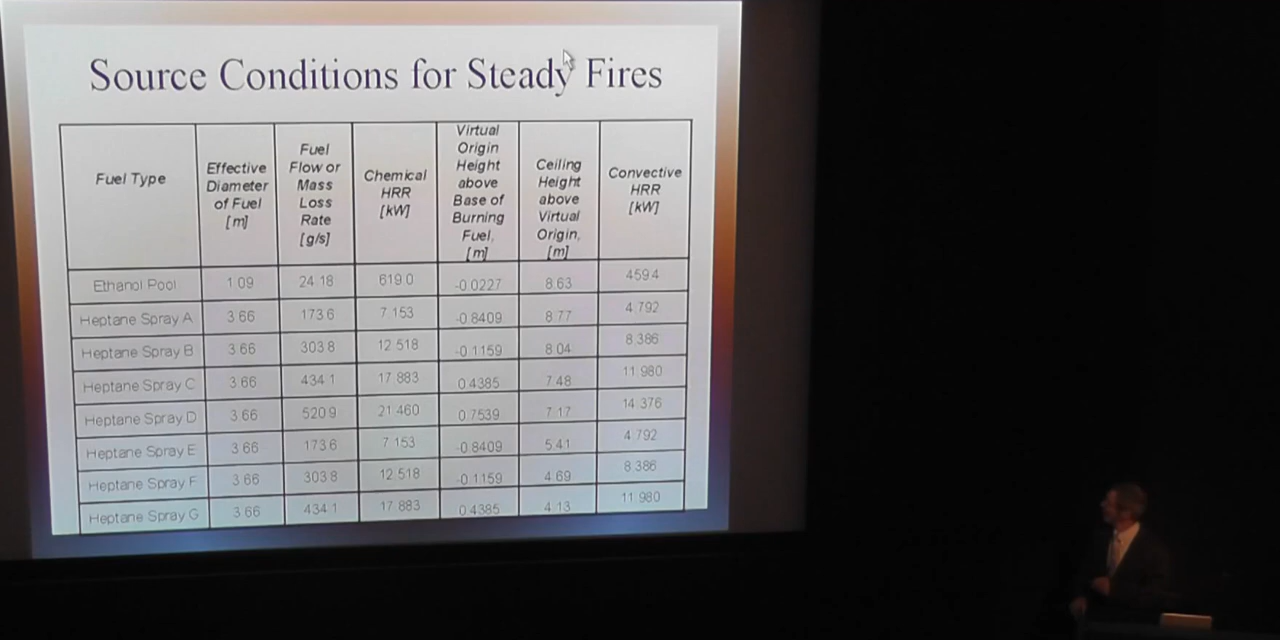 Source Conditions for Steady Fires
Fuel Type
Effective
Diameter
of Fuel
[m]
Fuel
Flow or
Mass
Loss
Rate
[g/s]
Chemical
HRR
[kW]
Virtual
Origin
Height
above
Base of
Burning
Fuel,
[m]
Ceiling
Height
above
Virtual
Origin,
[m]
Convective
HRR
[kW]
Ethanol Pool 1.09 24.18 619.0 -0.0227 8.63 459.4
Heptane Spray A 3.66 173.6 7 153 -0.8409 8.77 4 792
Heptane Spray B 3.66 303.8 12 518 -0.1159 8.04 8 386
Heptane Spray C 3.66 434.1 17 883 0.4385 7.48 11 980
Heptane Spray D 3.66 520.9 21 460 0.7539 7.17 14 376
Heptane Spray E 3.66 173.6 7 153 -0.8409 5.41 4 792
Heptane Spray F 3.66 303.8 12 518 -0.1159 4.69 8 386
Heptane Spray G 3.66 434.1 17 883 0.4385 4.13 11 980